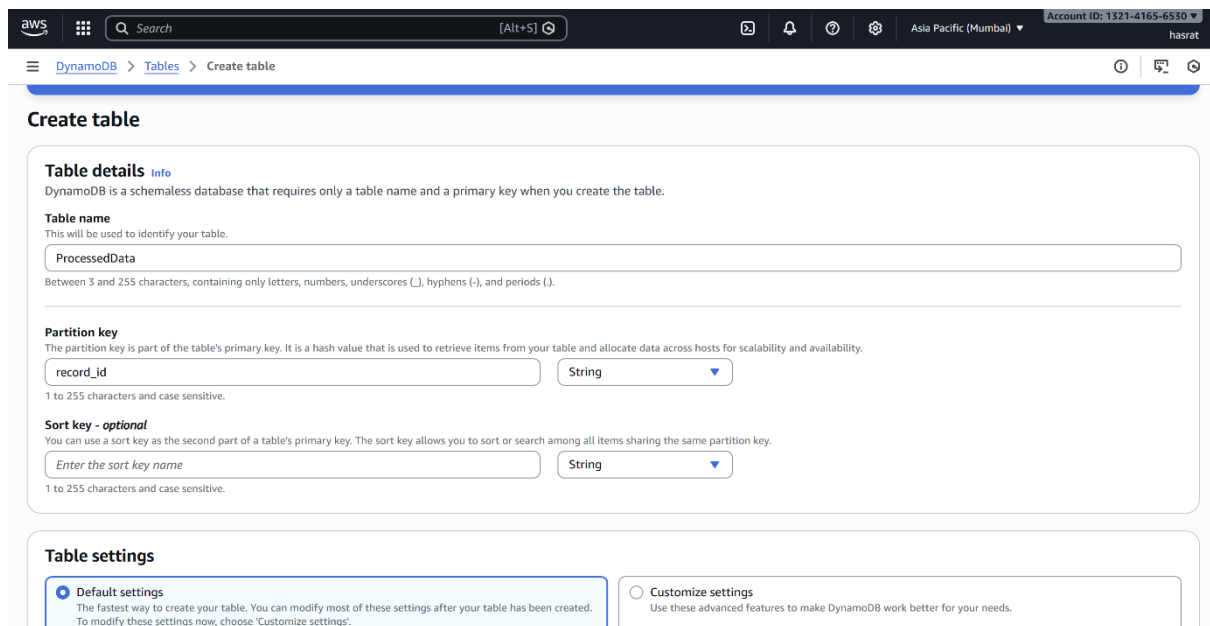 aws
Search [Alt+S] Asia Pacific (Mumbai) ▼ Account ID: 1321-4165-6530 ▼
hasrat
DynamoDB > Tables > Create table
Create table
Table details Info
DynamoDB is a schemaless database that requires only a table name and a primary key when you create the table.
Table name
This will be used to identify your table.
ProcessedData
Between 3 and 255 characters, containing only letters, numbers, underscores (_), hyphens (-), and periods (.).
Partition key
The partition key is part of the table's primary key. It is a hash value that is used to retrieve items from your table and allocate data across hosts for scalability and availability.
record_id String
1 to 255 characters and case sensitive.
Sort key - optional
You can use a sort key as the second part of a table's primary key. The sort key allows you to sort or search among all items sharing the same partition key.
Enter the sort key name String
1 to 255 characters and case sensitive.
Table settings
Default settings
The fastest way to create your table. You can modify most of these settings after your table has been created.
To modify these settings now, choose 'Customize settings'.
Customize settings
Use these advanced features to make DynamoDB work better for your needs.